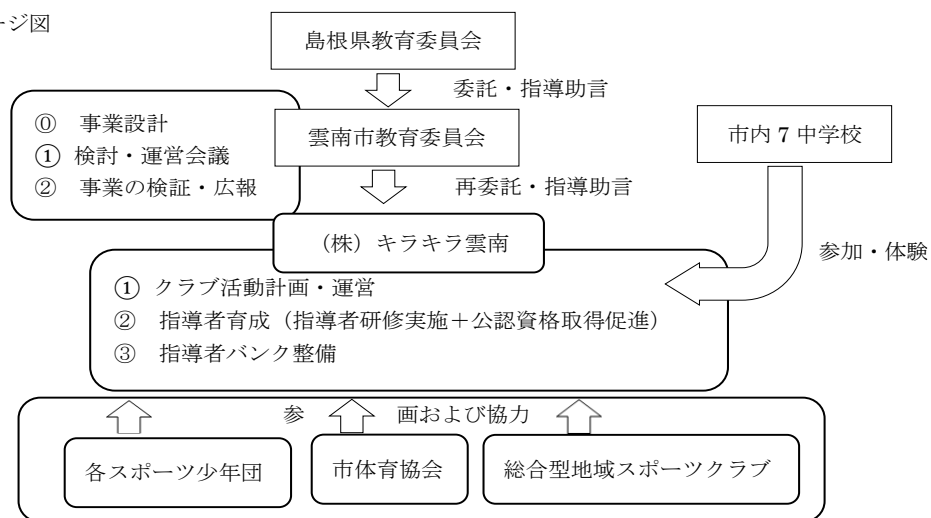 ージ図
島根県教育委員会
委託・指導助言
⓪ 事業設計
① 検討・運営会議
② 事業の検証・広報
雲南市教育委員会
市内 7 中学校
再委託・指導助言
（株）キラキラ雲南
参加・体験
① クラブ活動計画・運営
② 指導者育成（指導者研修実施＋公認資格取得促進）
③ 指導者バンク整備
参 画および協力
各スポーツ少年団
市体育協会
総合型地域スポーツクラブ